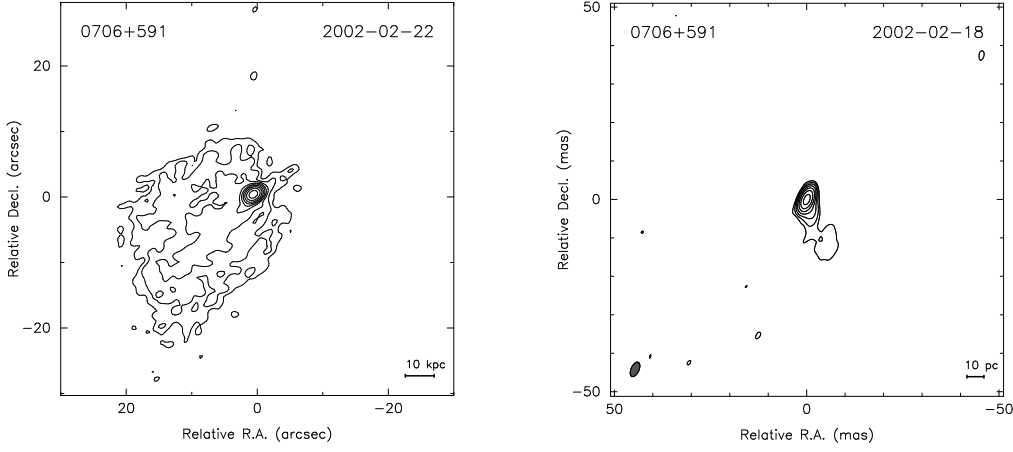 0706+591 2002-02-22
20
0
-20
Relative Decl. (arcsec)
10 kpc
20 0 -20
Relative R.A. (arcsec)
0706+591 2002-02-18
50
0
-50
Relative Decl. (mas)
10 pc
50 0 -50
Relative R.A. (mas)